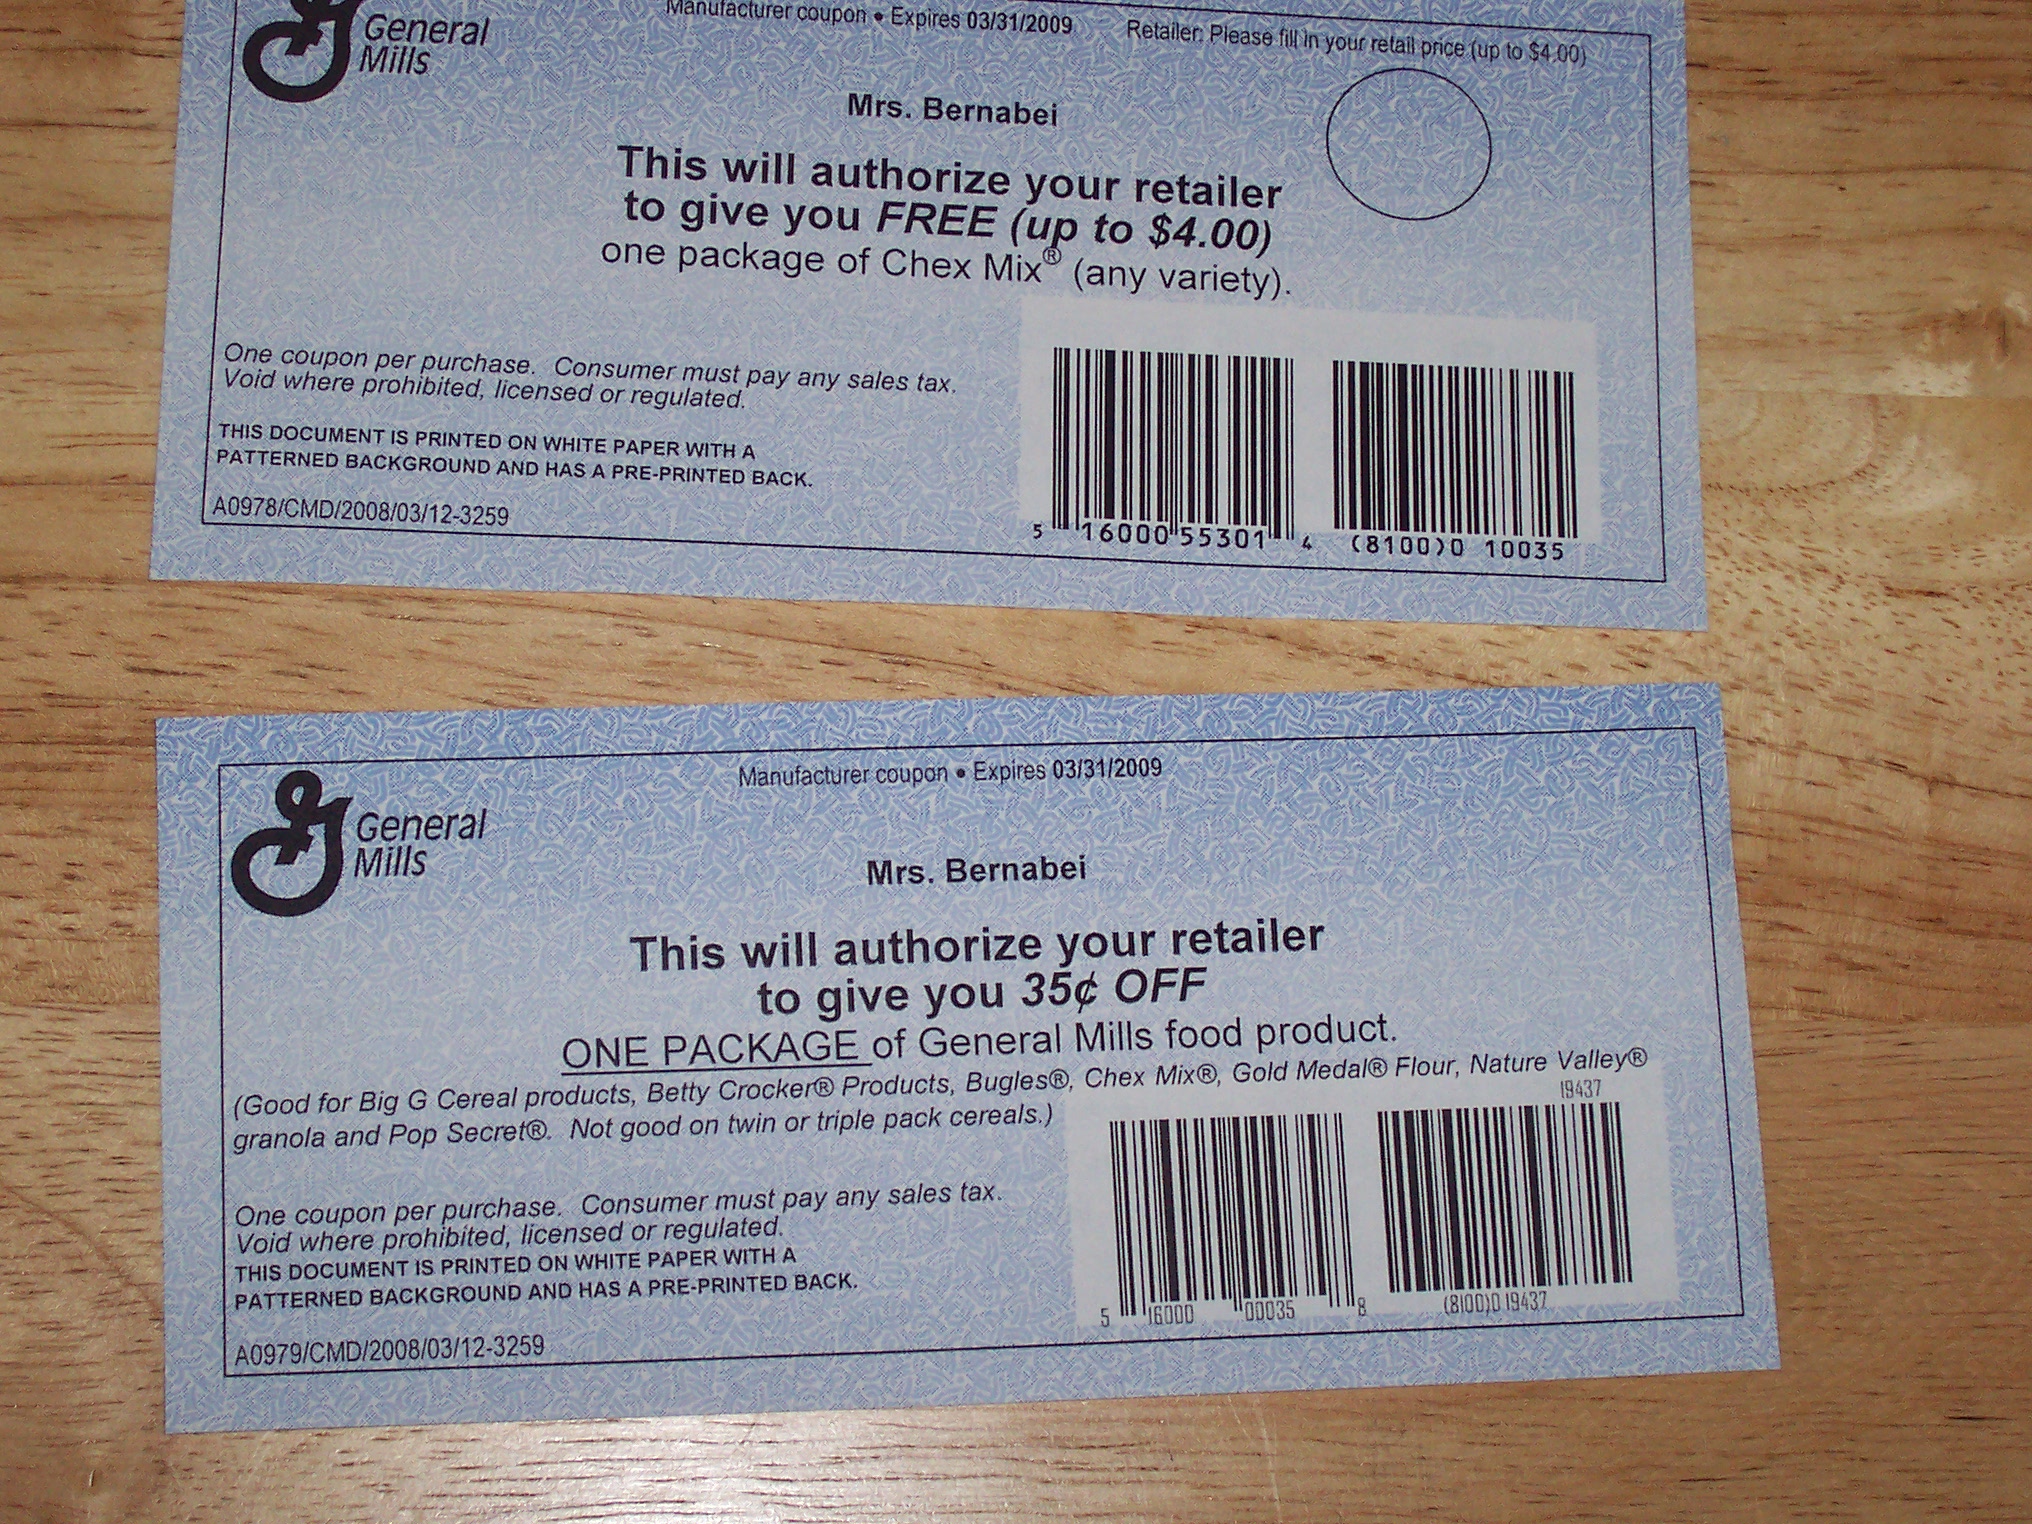 General
Mills
Manufacturer coupon • Expires 03/31/2009
Retailer: Please fill in your retail price (up to $4.00)
Mrs. Bernabei
This will authorize your retailer
to give you FREE (up to $4.00)
one package of Chex Mix® (any variety).
One coupon per purchase. Consumer must pay any sales tax.
Void where prohibited, licensed or regulated.
THIS DOCUMENT IS PRINTED ON WHITE PAPER WITH A
PATTERNED BACKGROUND AND HAS A PRE-PRINTED BACK.
A0978/CMD/2008/03/12-3259
5 16000 55301 4 (8100)0 10035
Manufacturer coupon • Expires 03/31/2009
General
Mills
Mrs. Bernabei
This will authorize your retailer
to give you 35¢ OFF
ONE PACKAGE of General Mills food product.
(Good for Big G Cereal products, Betty Crocker® Products, Bugles®, Chex Mix®, Gold Medal® Flour, Nature Valley®
granola and Pop Secret®. Not good on twin or triple pack cereals.)
19437
One coupon per purchase. Consumer must pay any sales tax.
Void where prohibited, licensed or regulated.
THIS DOCUMENT IS PRINTED ON WHITE PAPER WITH A
PATTERNED BACKGROUND AND HAS A PRE-PRINTED BACK.
5 16000 00035 8 (8100)0 19437
A0979/CMD/2008/03/12-3259